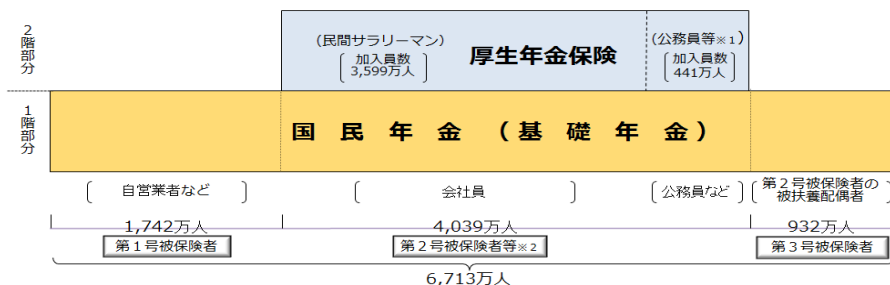 2階部分
(民間サラリーマン)
加入員数
3,599万人
厚生年金保険
(公務員等※1)
加入員数
441万人
1階部分
国民年金(基礎年金)
自営業者など
会社員
公務員など
第2号被保険者の
被扶養配偶者
1,742万人
4,039万人
932万人
第1号被保険者
第2号被保険者等※2
第3号被保険者
6,713万人